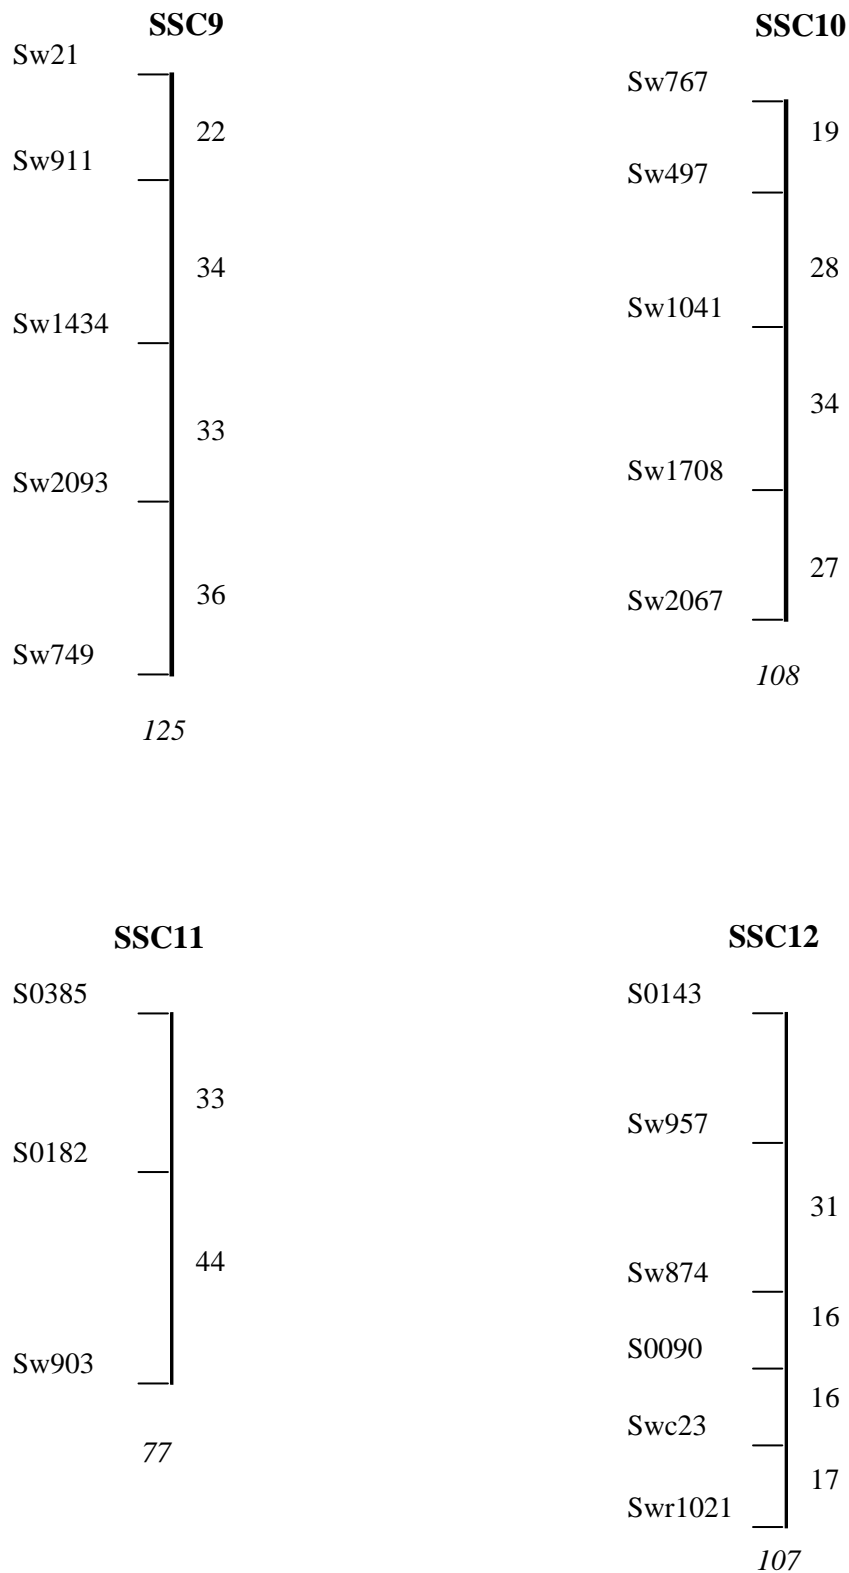 SSC9
Sw21
22
Sw911
34
Sw1434
33
Sw2093
36
Sw749
125
SSC10
Sw767
19
Sw497
28
Sw1041
34
Sw1708
27
Sw2067
108
SSC11
S0385
33
S0182
44
Sw903
77
SSC12
S0143
Sw957
31
Sw874
16
S0090
16
Swc23
17
Swr1021
107